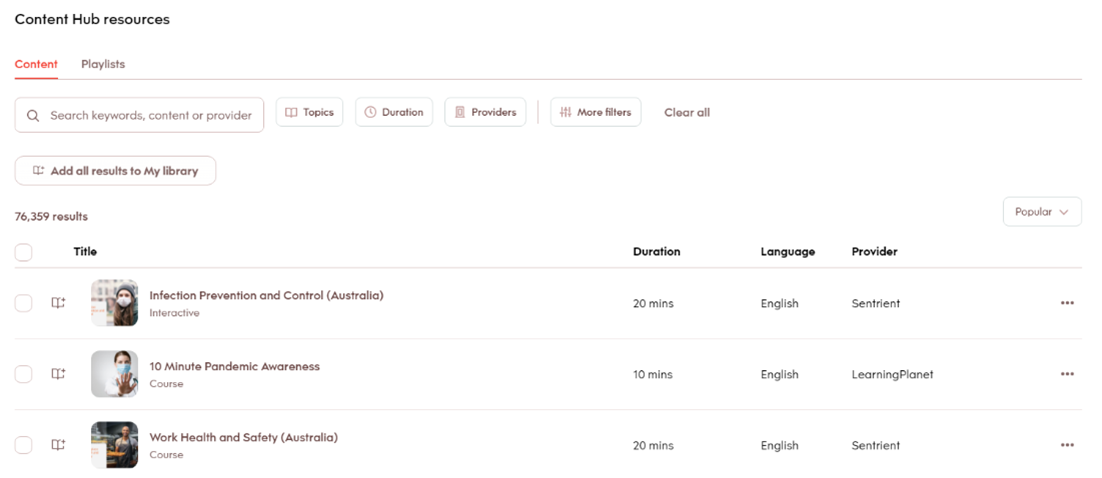 Content Hub resources
Content Playlists
Search keywords, content or provider Topics Duration Providers More filters Clear all
Add all results to My library
76,359 results
Popular
Title Duration Language Provider
Infection Prevention and Control (Australia)
Interactive
20 mins English Sentrient
10 Minute Pandemic Awareness
Course
10 mins English LearningPlanet
Work Health and Safety (Australia)
Course
20 mins English Sentrient